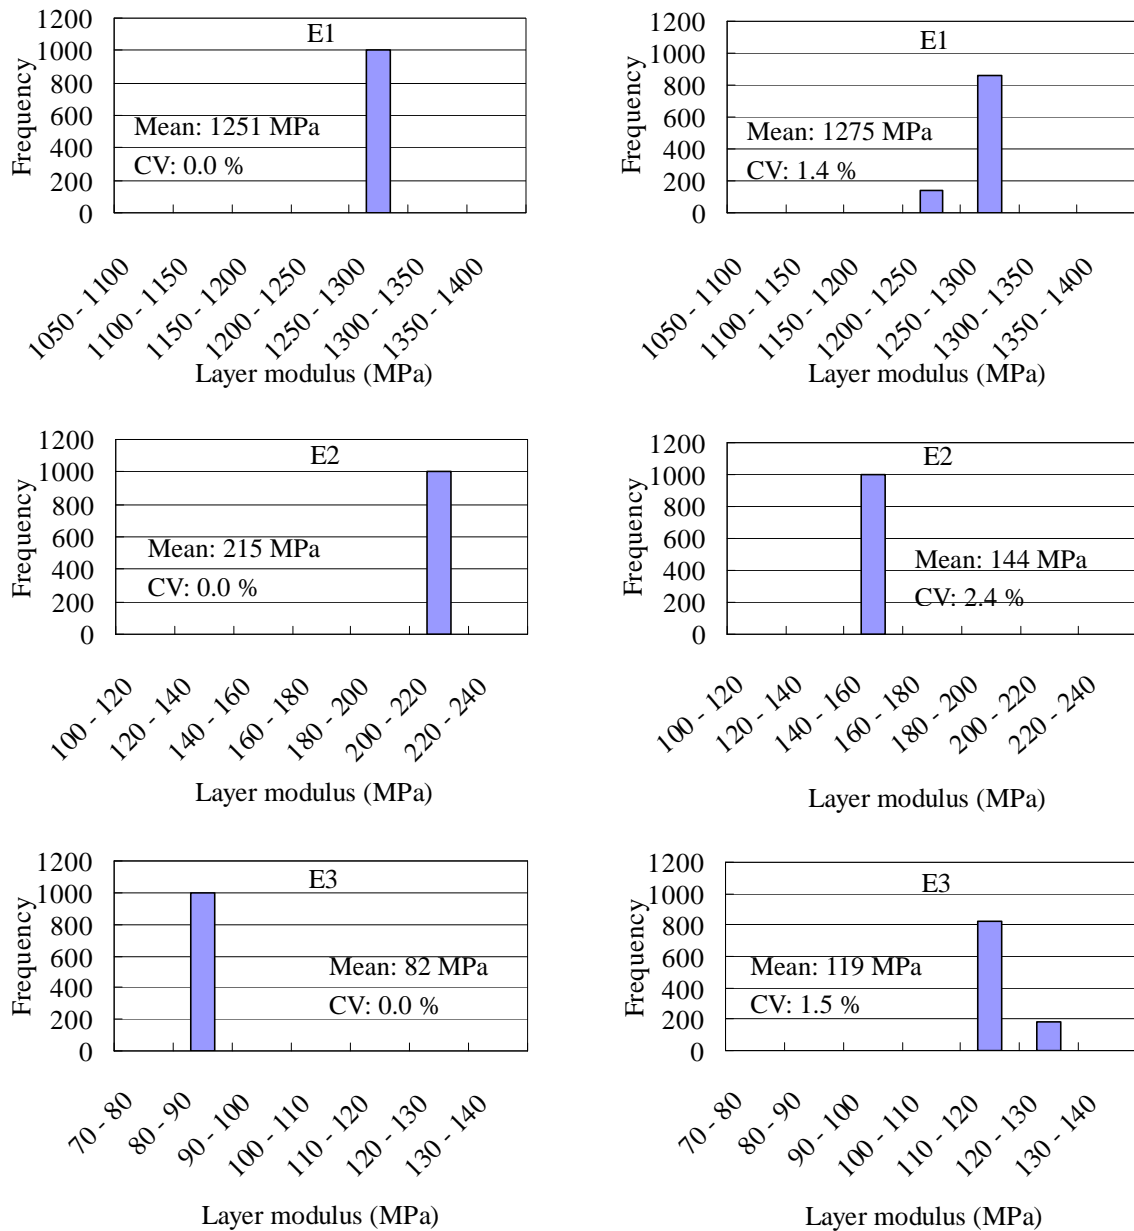 E1
Frequency
1200
1000
800
600
400
200
0
Mean: 1251 MPa
CV: 0.0 %
1050 - 1100
1100 - 1150
1150 - 1200
1200 - 1250
1250 - 1300
1300 - 1350
1350 - 1400
Layer modulus (MPa)
E1
Frequency
1200
1000
800
600
400
200
0
Mean: 1275 MPa
CV: 1.4 %
1050 - 1100
1100 - 1150
1150 - 1200
1200 - 1250
1250 - 1300
1300 - 1350
1350 - 1400
Layer modulus (MPa)
E2
Frequency
1200
1000
800
600
400
200
0
Mean: 215 MPa
CV: 0.0 %
100 - 120
120 - 140
140 - 160
160 - 180
180 - 200
200 - 220
220 - 240
Layer modulus (MPa)
E2
Frequency
1200
1000
800
600
400
200
0
Mean: 144 MPa
CV: 2.4 %
100 - 120
120 - 140
140 - 160
160 - 180
180 - 200
200 - 220
220 - 240
Layer modulus (MPa)
E3
Frequency
1200
1000
800
600
400
200
0
Mean: 82 MPa
CV: 0.0 %
70 - 80
80 - 90
90 - 100
100 - 110
110 - 120
120 - 130
130 - 140
Layer modulus (MPa)
E3
Frequency
1200
1000
800
600
400
200
0
Mean: 119 MPa
CV: 1.5 %
70 - 80
80 - 90
90 - 100
100 - 110
110 - 120
120 - 130
130 - 140
Layer modulus (MPa)